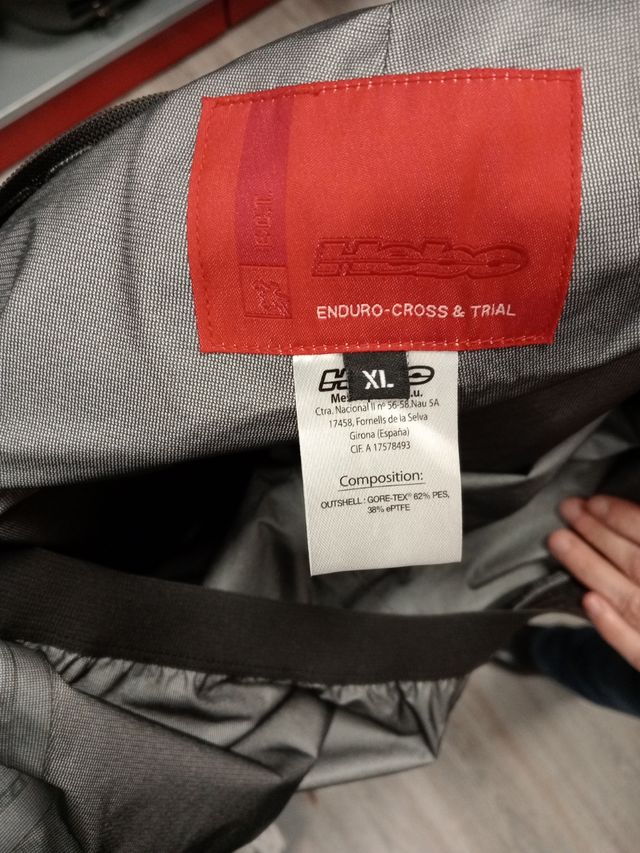 Hebo
ENDURO-CROSS & TRIAL
XL
Ctra. Nacional II nº 56-58.Nau 5A
17458, Fornells de la Selva
Girona (España)
CIF. A 17578493
Composition:
OUTSHELL : GORE-TEX® 62% PES,
38% ePTFE